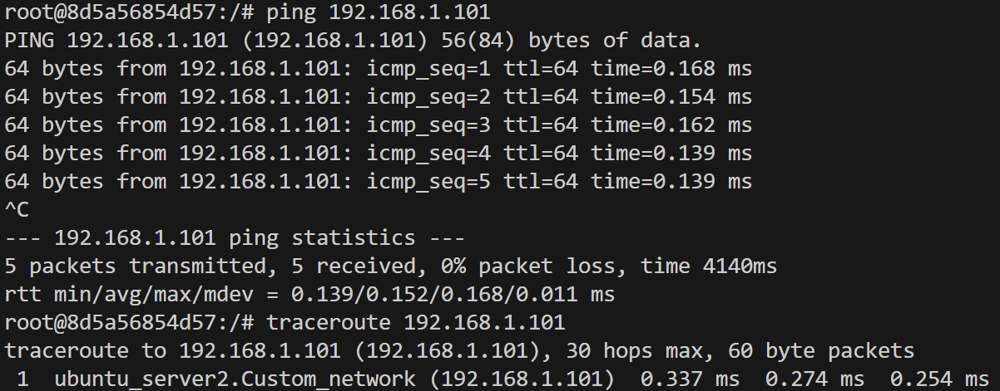 root@8d5a56854d57:/# ping 192.168.1.101
PING 192.168.1.101 (192.168.1.101) 56(84) bytes of data.
64 bytes from 192.168.1.101: icmp_seq=1 ttl=64 time=0.168 ms
64 bytes from 192.168.1.101: icmp_seq=2 ttl=64 time=0.154 ms
64 bytes from 192.168.1.101: icmp_seq=3 ttl=64 time=0.162 ms
64 bytes from 192.168.1.101: icmp_seq=4 ttl=64 time=0.139 ms
64 bytes from 192.168.1.101: icmp_seq=5 ttl=64 time=0.139 ms
^C
--- 192.168.1.101 ping statistics ---
5 packets transmitted, 5 received, 0% packet loss, time 4140ms
rtt min/avg/max/mdev = 0.139/0.152/0.168/0.011 ms
root@8d5a56854d57:/# traceroute 192.168.1.101
traceroute to 192.168.1.101 (192.168.1.101), 30 hops max, 60 byte packets
 1  ubuntu_server2.Custom_network (192.168.1.101)  0.337 ms  0.274 ms  0.254 ms